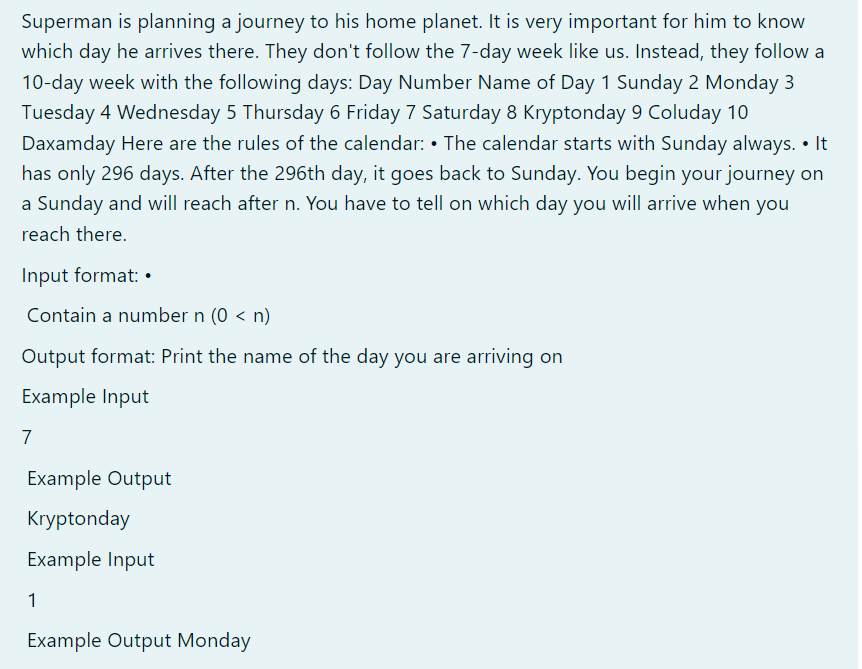 Superman is planning a journey to his home planet. It is very important for him to know
which day he arrives there. They don't follow the 7-day week like us. Instead, they follow a
10-day week with the following days: Day Number Name of Day 1 Sunday 2 Monday 3
Tuesday 4 Wednesday 5 Thursday 6 Friday 7 Saturday 8 Kryptonday 9 Coluday 10
Daxamday Here are the rules of the calendar: • The calendar starts with Sunday always. • It
has only 296 days. After the 296th day, it goes back to Sunday. You begin your journey on
a Sunday and will reach after n. You have to tell on which day you will arrive when you
reach there.
Input format: •
Contain a number n (0 < n)
Output format: Print the name of the day you are arriving on
Example Input
7
Example Output
Kryptonday
Example Input
1
Example Output Monday